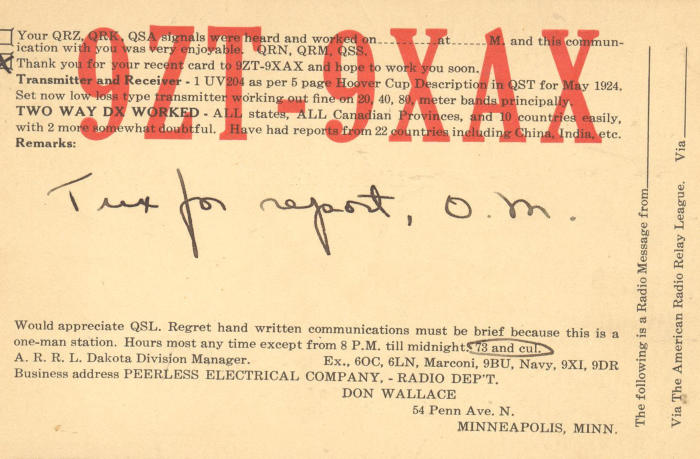 9ZT-9XAX
Your QRZ, QRK, QSA signals were heard and worked on..........at..........M. and this commun-
ication with you was very enjoyable. QRN, QRM, QSS.
Thank you for your recent card to 9ZT-9XAX and hope to work you soon.
Transmitter and Receiver - 1 UV204 as per 5 page Hoover Cup Description in QST for May 1924.
Set now low loss type transmitter working out fine on 20, 40, 80, meter bands principally.
TWO WAY DX WORKED - ALL states, ALL Canadian Provinces, and 10 countries easily,
with 2 more somewhat doubtful. Have had reports from 22 countries including China, India, etc.
Remarks:
Tnx for report, O.M.
Would appreciate QSL. Regret hand written communications must be brief because this is a
one-man station. Hours most any time except from 8 P.M. till midnight. 73 and cul.
A. R. R. L. Dakota Division Manager. Ex., 6OC, 6LN, Marconi, 9BU, Navy, 9XI, 9DR
Business address PEERLESS ELECTRICAL COMPANY, - RADIO DEP'T.
DON WALLACE
54 Penn Ave. N.
MINNEAPOLIS, MINN.
The following is a Radio Message from
Via The American Radio Relay League. Via